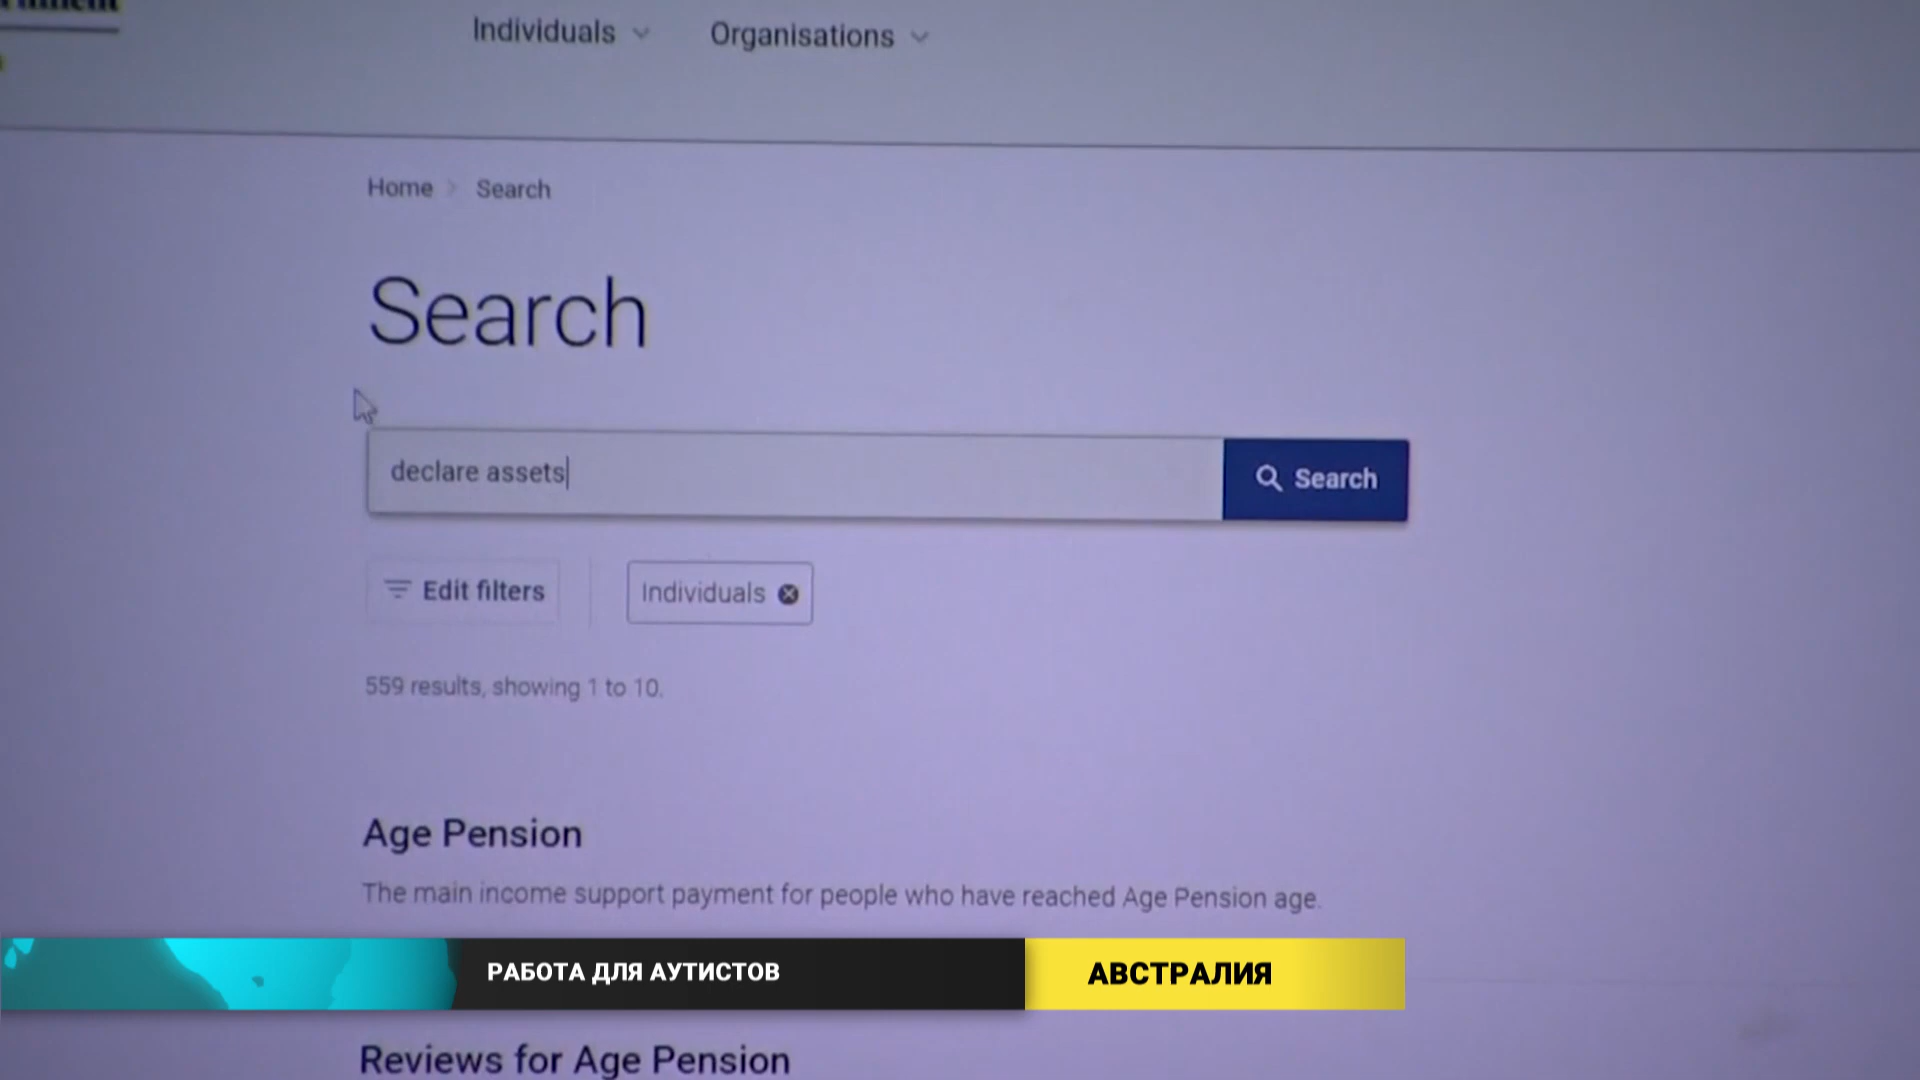 Individuals
Organisations
Home
Search
Search
declare assets
Search
Edit filters
Individuals
559 results, showing 1 to 10.
Age Pension
The main income support payment for people who have reached Age Pension age.
РАБОТА ДЛЯ АУТИСТОВ
АВСТРАЛИЯ
Reviews for Age Pension